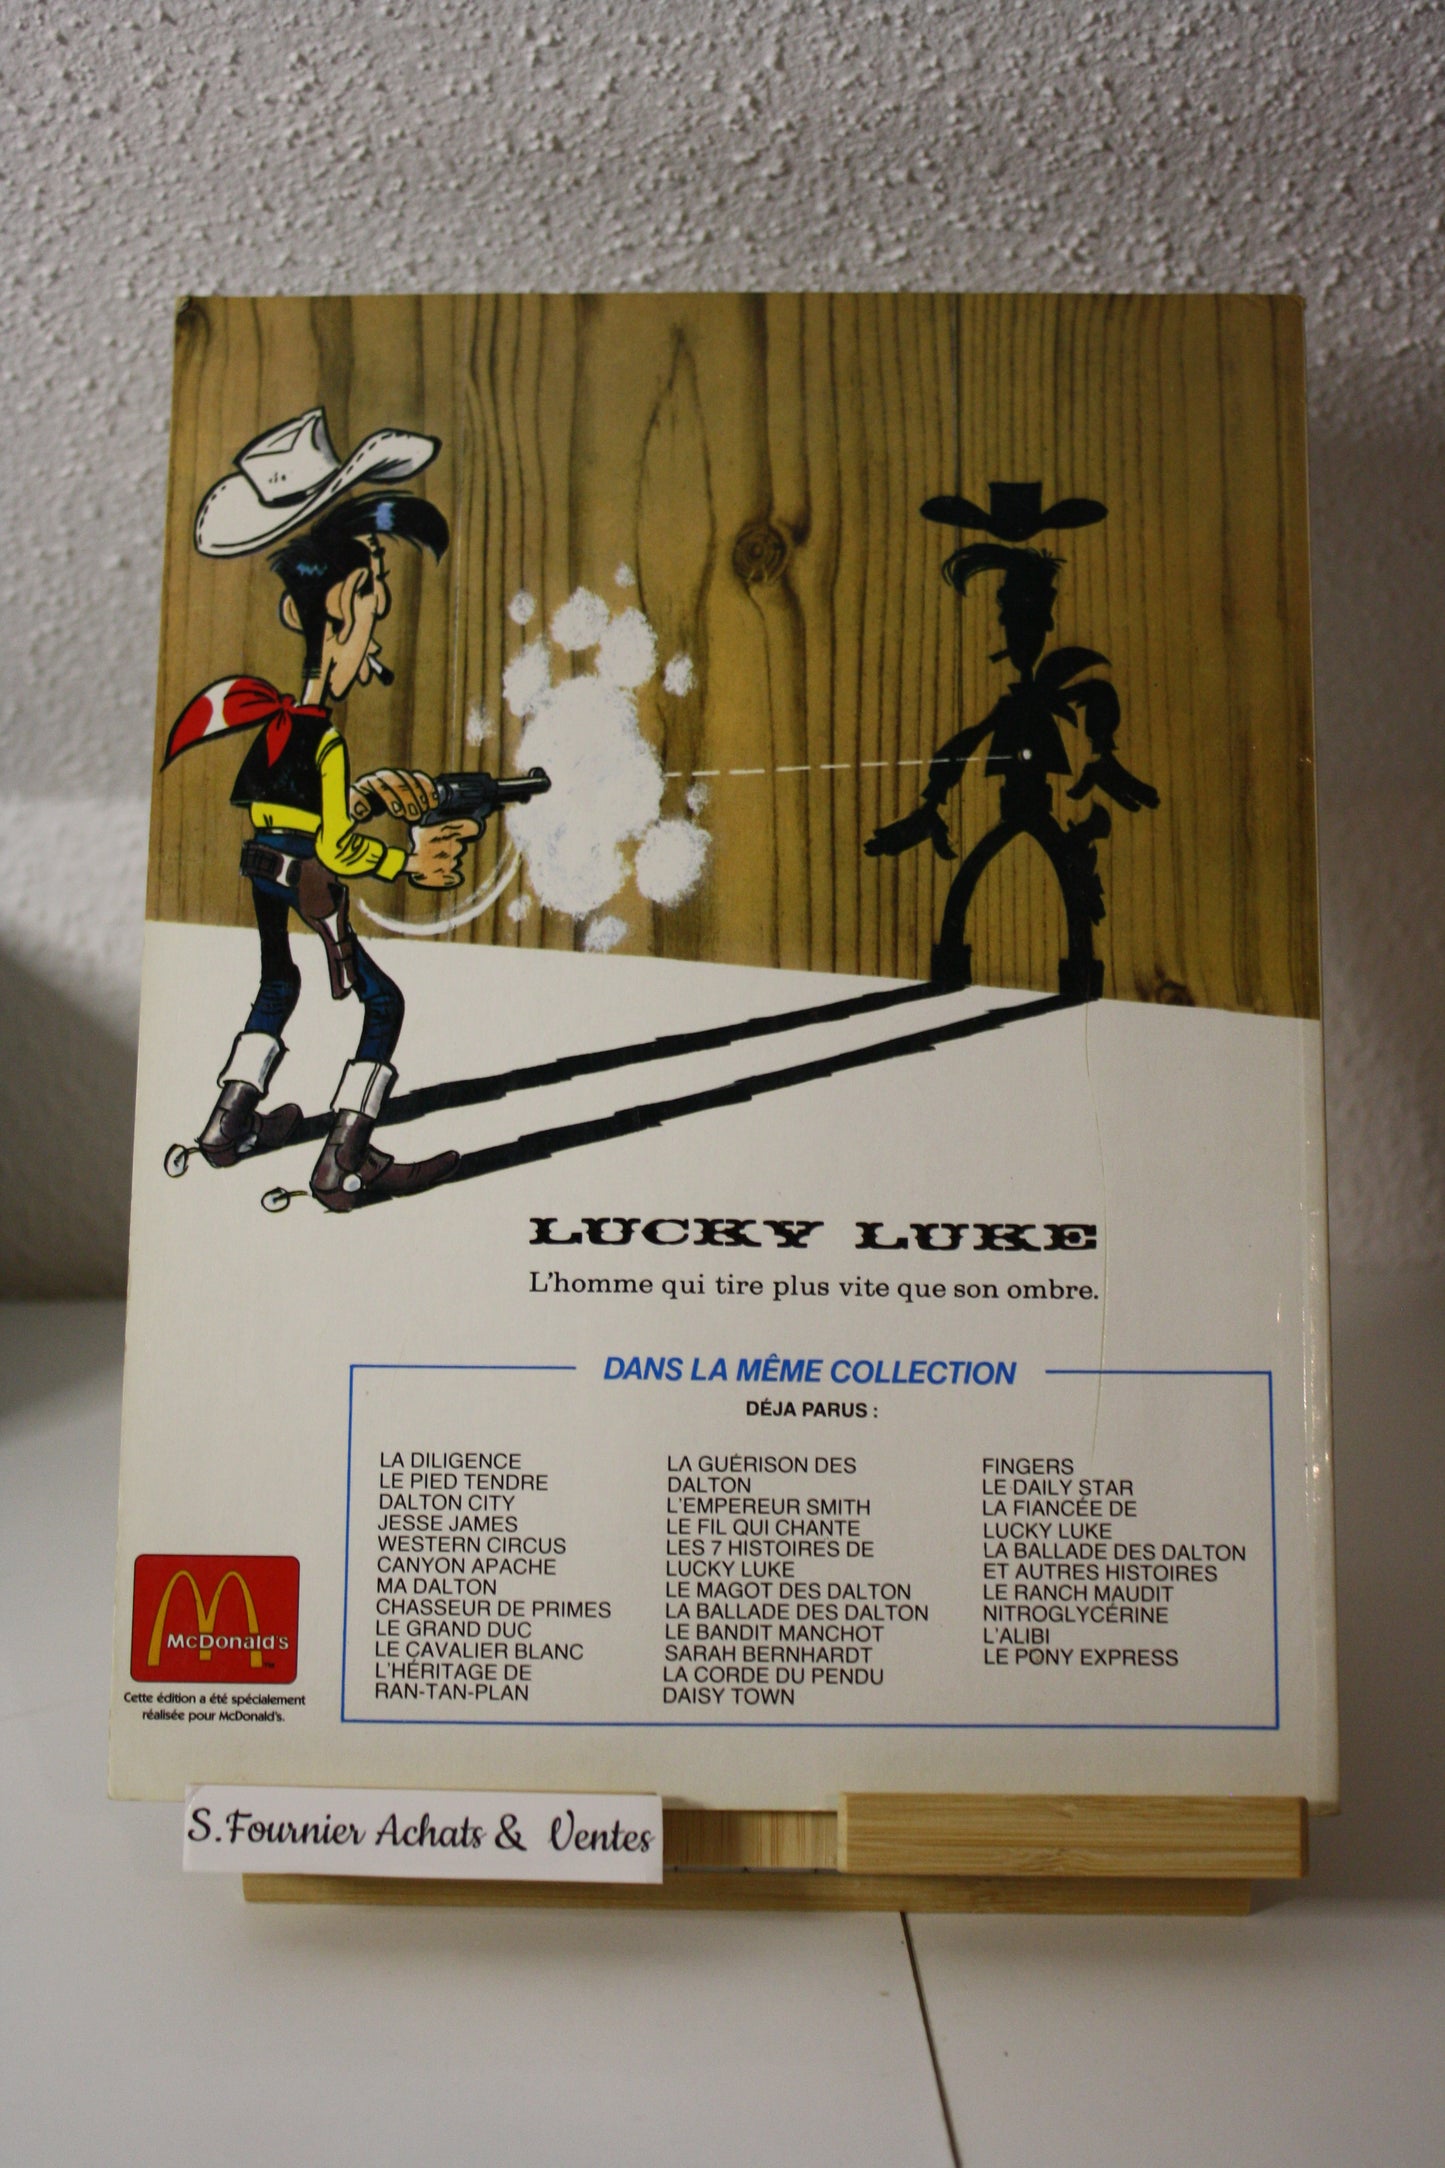 LUCKY LUKE
L'homme qui tire plus vite que son ombre.
DANS LA MÊME COLLECTION
DÉJA PARUS :
LA DILIGENCE
LE PIED TENDRE
DALTON CITY
JESSE JAMES
WESTERN CIRCUS
CANYON APACHE
MA DALTON
CHASSEUR DE PRIMES
LE GRAND DUC
LE CAVALIER BLANC
L'HÉRITAGE DE
RAN-TAN-PLAN
LA GUÉRISON DES
DALTON
L'EMPEREUR SMITH
LE FIL QUI CHANTE
LES 7 HISTOIRES DE
LUCKY LUKE
LE MAGOT DES DALTON
LA BALLADE DES DALTON
LE BANDIT MANCHOT
SARAH BERNHARDT
LA CORDE DU PENDU
DAISY TOWN
FINGERS
LE DAILY STAR
LA FIANCÉE DE
LUCKY LUKE
LA BALLADE DES DALTON
ET AUTRES HISTOIRES
LE RANCH MAUDIT
NITROGLYCÉRINE
L'ALIBI
LE PONY EXPRESS
McDonald's™
Cette édition a été spécialement
réalisée pour McDonald's.
S.Fournier Achats & Ventes